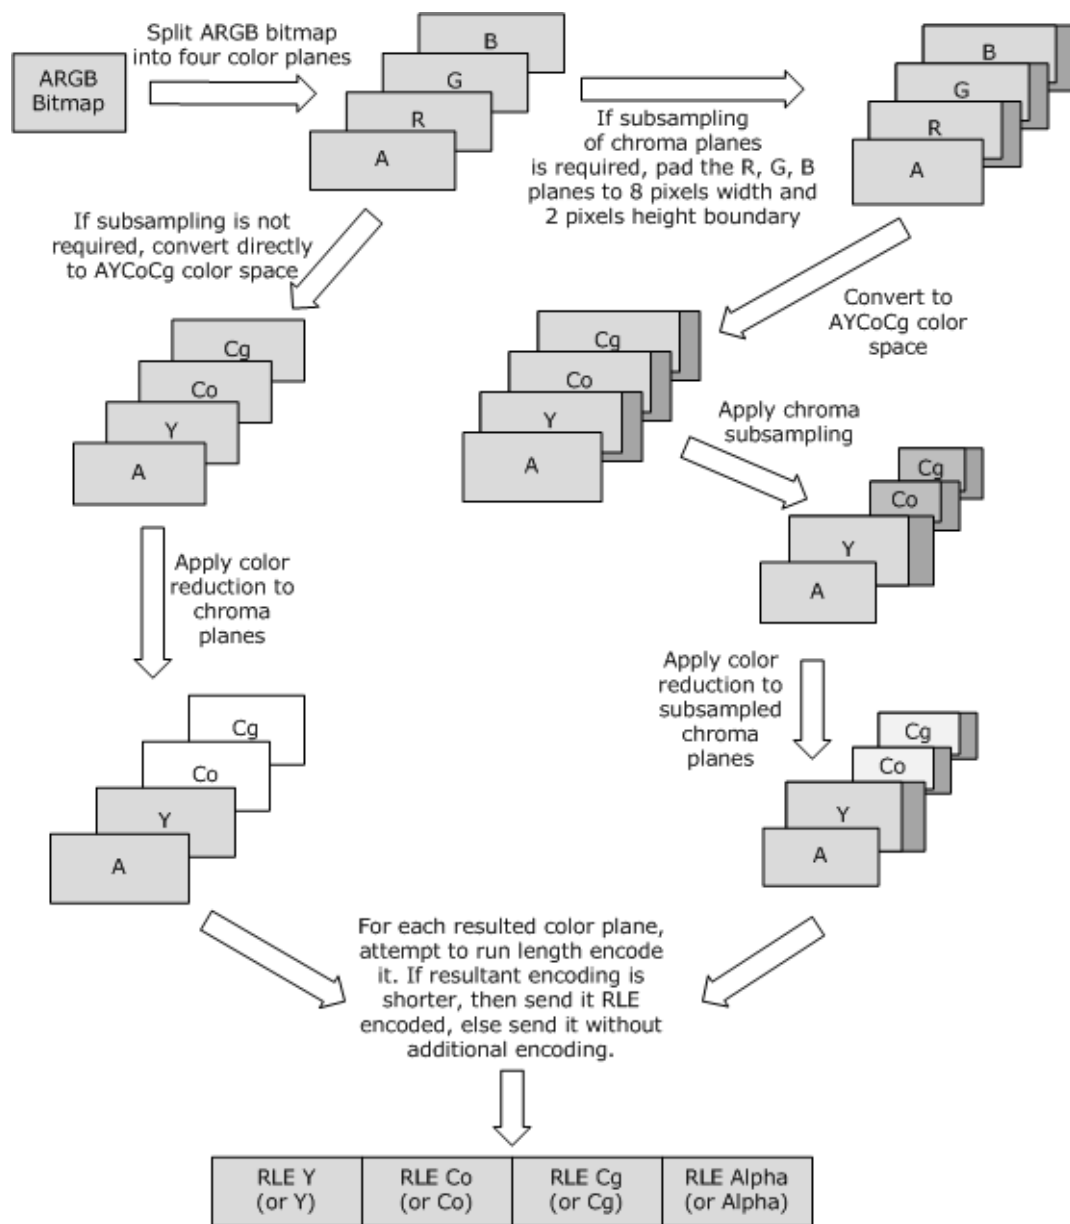 Split ARGB bitmap
into four color planes
ARGB
Bitmap
B
G
R
A
If subsampling
of chroma planes
is required, pad the R, G, B
planes to 8 pixels width and
2 pixels height boundary
B
G
R
A
If subsampling is not
required, convert directly
to AYCoCg color space
Convert to
AYCoCg color
space
Cg
Co
Y
A
Cg
Co
Y
A
Apply chroma
subsampling
Cg
Co
Y
A
Apply color
reduction to
chroma
planes
Apply color
reduction to
subsampled
chroma
planes
Cg
Co
Y
A
Cg
Co
Y
A
For each resulted color plane,
attempt to run length encode
it. If resultant encoding is
shorter, then send it RLE
encoded, else send it without
additional encoding.
RLE Y
(or Y)
RLE Co
(or Co)
RLE Cg
(or Cg)
RLE Alpha
(or Alpha)